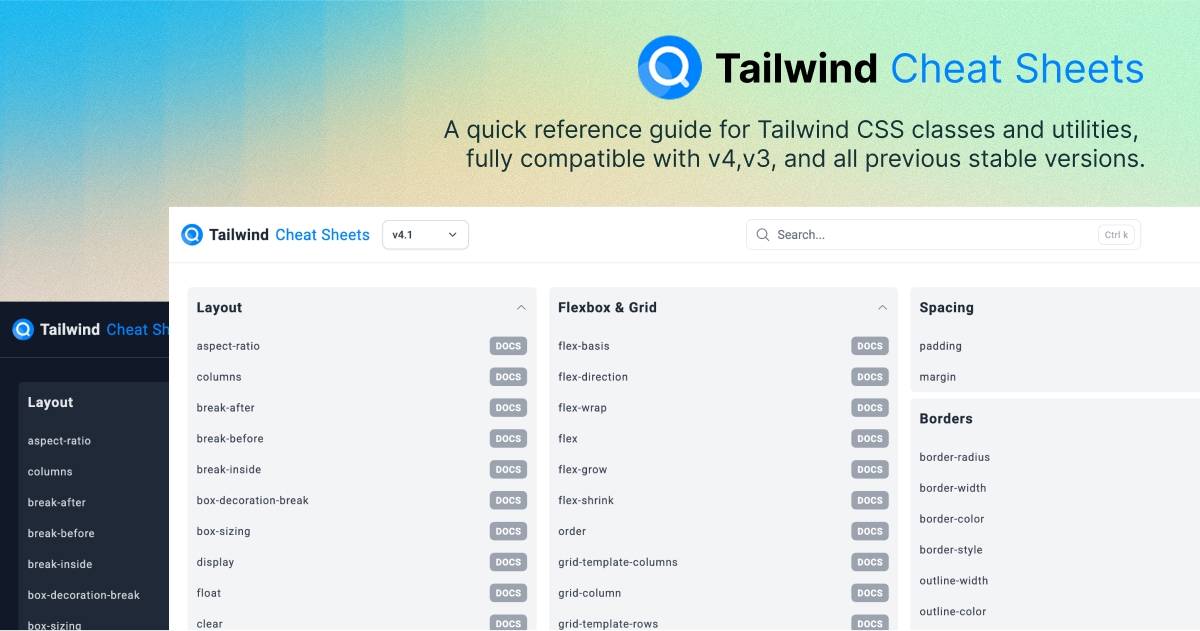 Tailwind Cheat Sheets
A quick reference guide for Tailwind CSS classes and utilities,
fully compatible with v4,v3, and all previous stable versions.
Tailwind Cheat Sheets
v4.1
Search...
Ctrl k
Layout
aspect-ratio DOCS
columns DOCS
break-after DOCS
break-before DOCS
break-inside DOCS
box-decoration-break DOCS
box-sizing DOCS
display DOCS
float DOCS
clear DOCS
Flexbox & Grid
flex-basis DOCS
flex-direction DOCS
flex-wrap DOCS
flex DOCS
flex-grow DOCS
flex-shrink DOCS
order DOCS
grid-template-columns DOCS
grid-column DOCS
grid-template-rows DOCS
Spacing
padding
margin
Borders
border-radius
border-width
border-color
border-style
outline-width
outline-color
Tailwind Cheat Sh
Layout
aspect-ratio
columns
break-after
break-before
break-inside
box-decoration-break
box-sizing